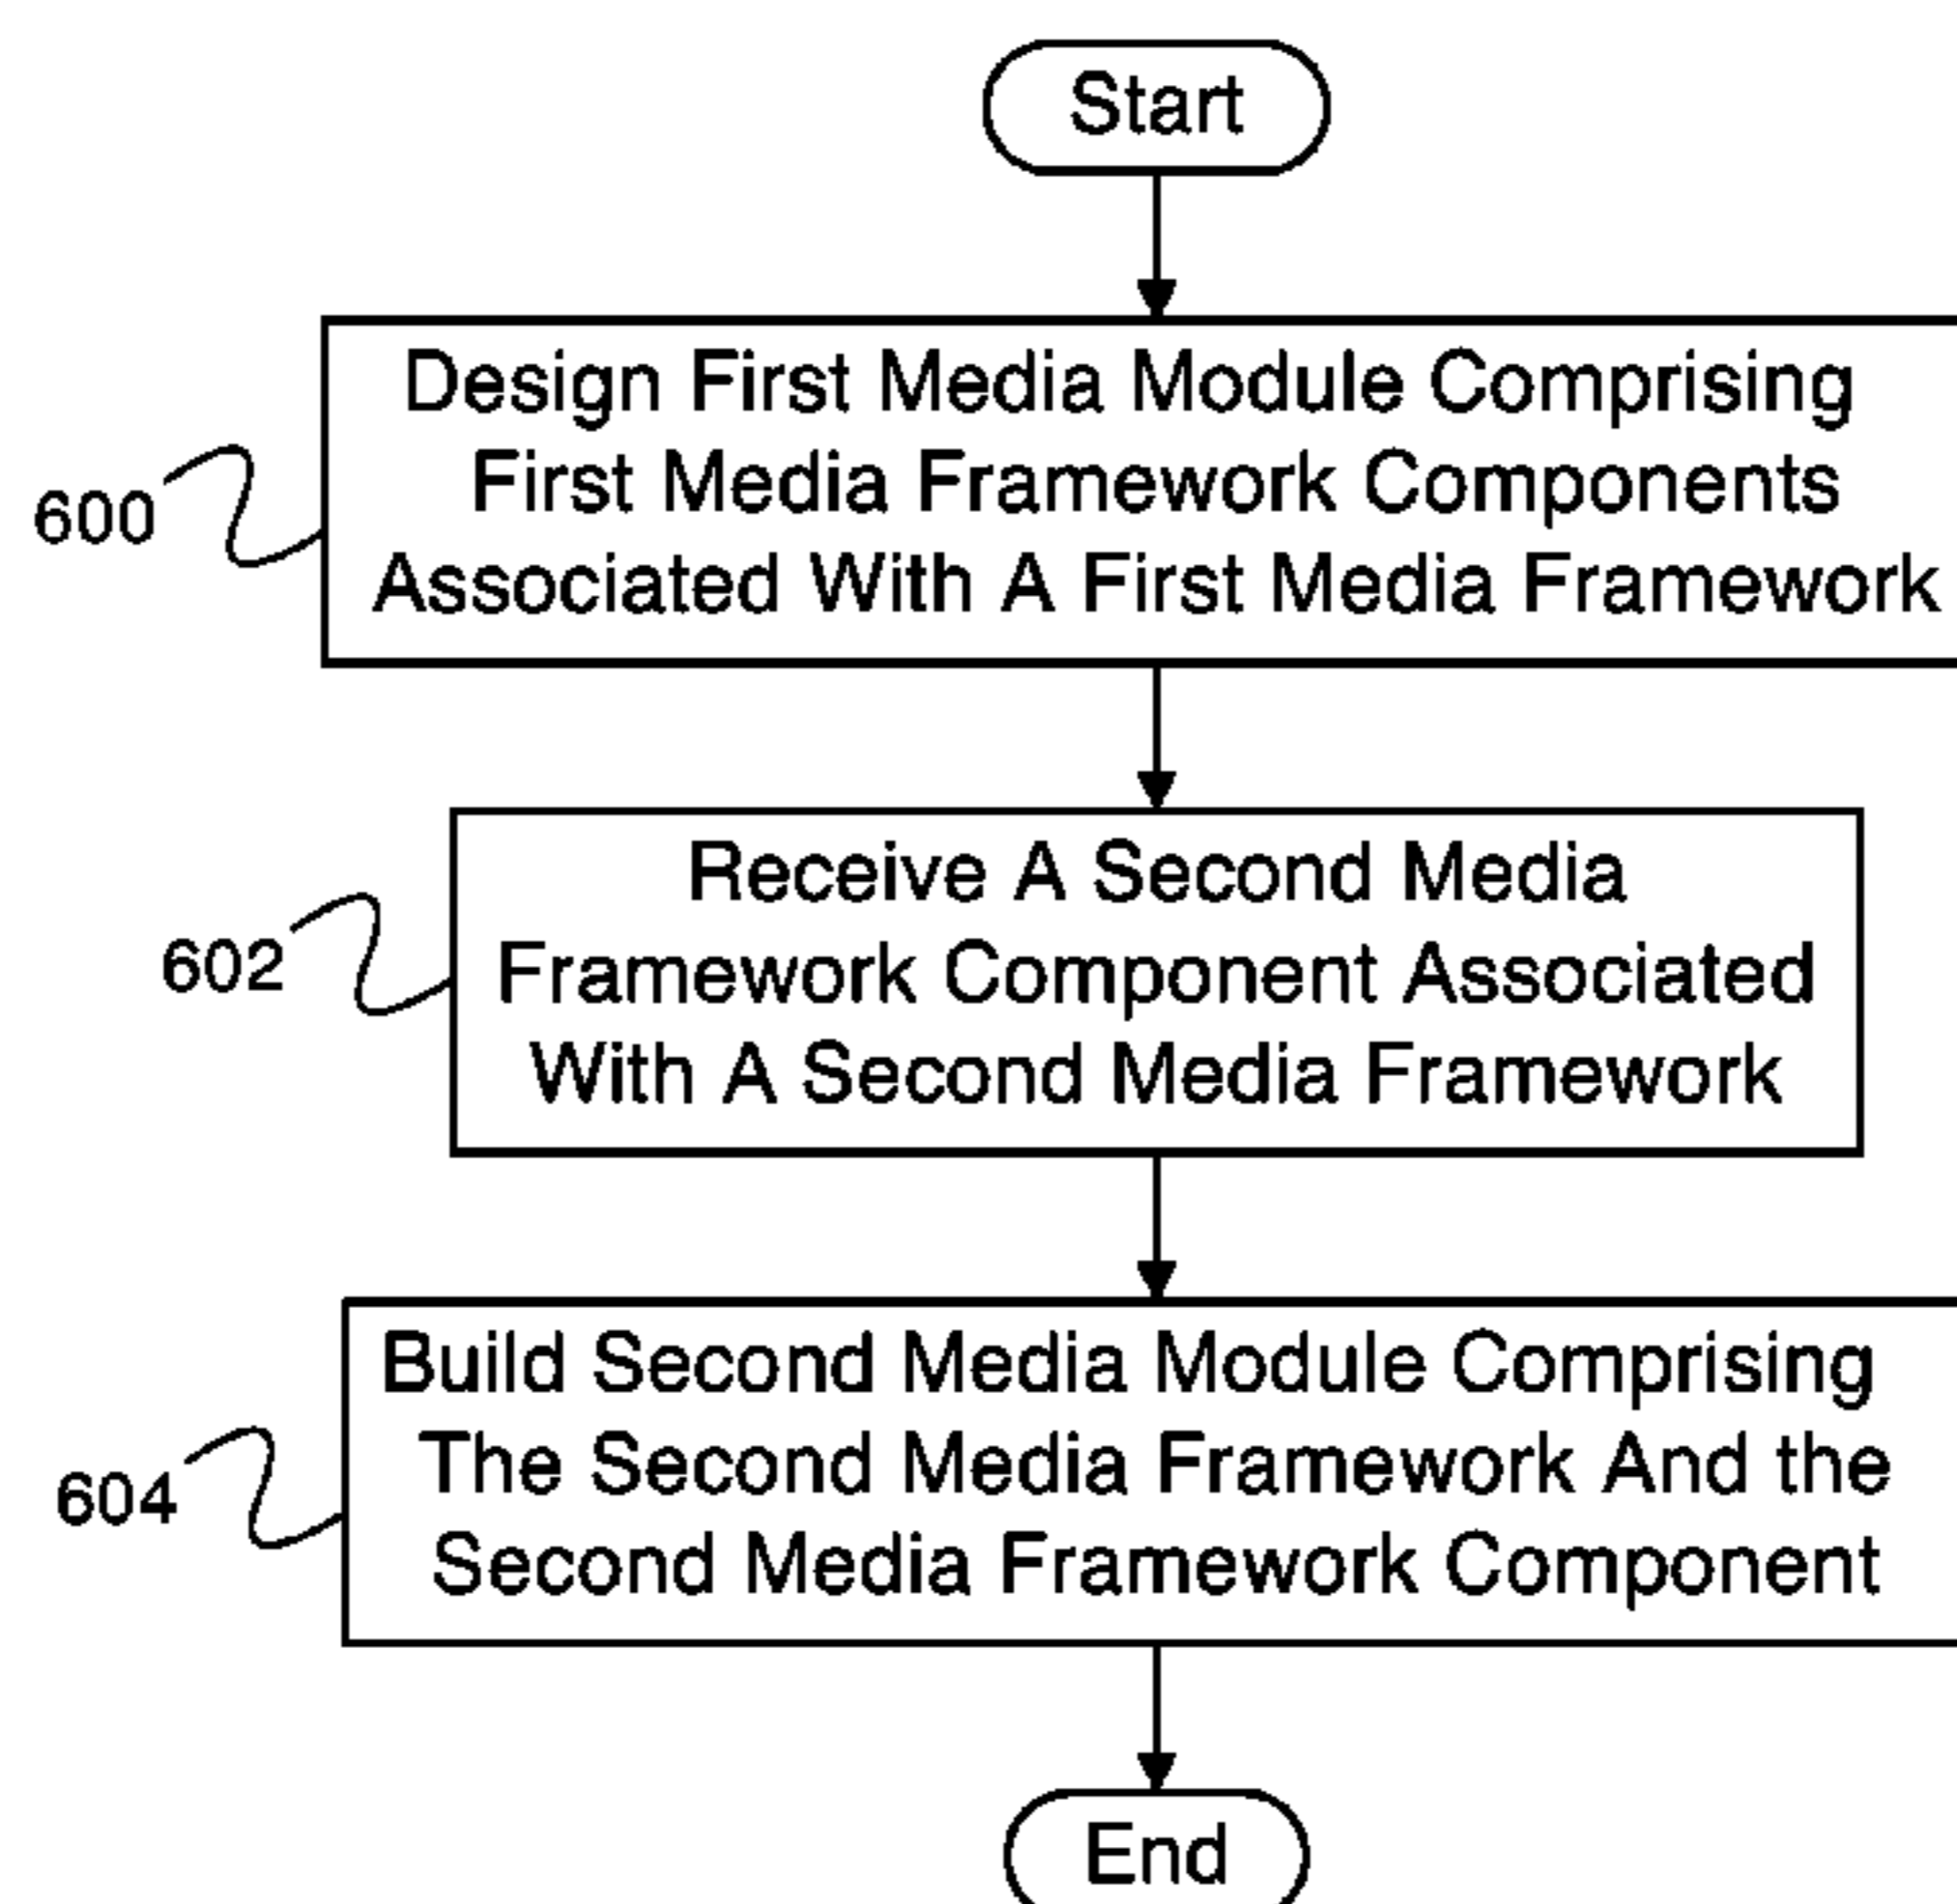 Start
Design First Media Module Comprising
First Media Framework Components
Associated With A First Media Framework
600
Receive A Second Media
Framework Component Associated
With A Second Media Framework
602
Build Second Media Module Comprising
The Second Media Framework And the
Second Media Framework Component
604
End